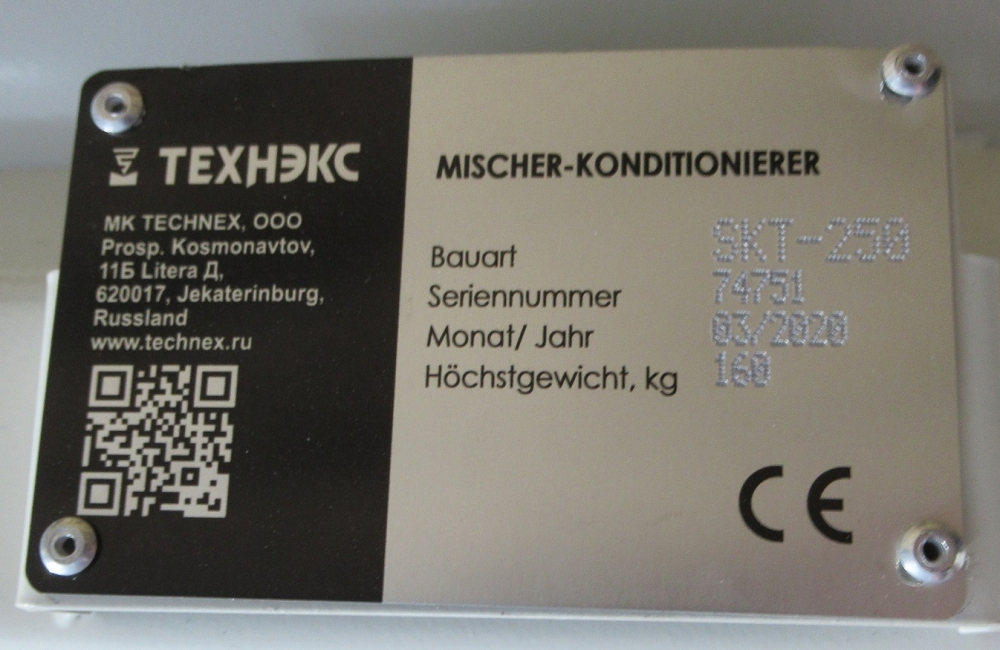 ТЕХНЭКС
MK TECHNEX, OOO
Prosp. Kosmonavtov,
11Б Litera Д,
620017, Jekaterinburg,
Russland
www.technex.ru
MISCHER-KONDITIONIERER
Bauart SKT-250
Seriennummer 74751
Monat/ Jahr 03/2020
Höchstgewicht, kg 160
CE